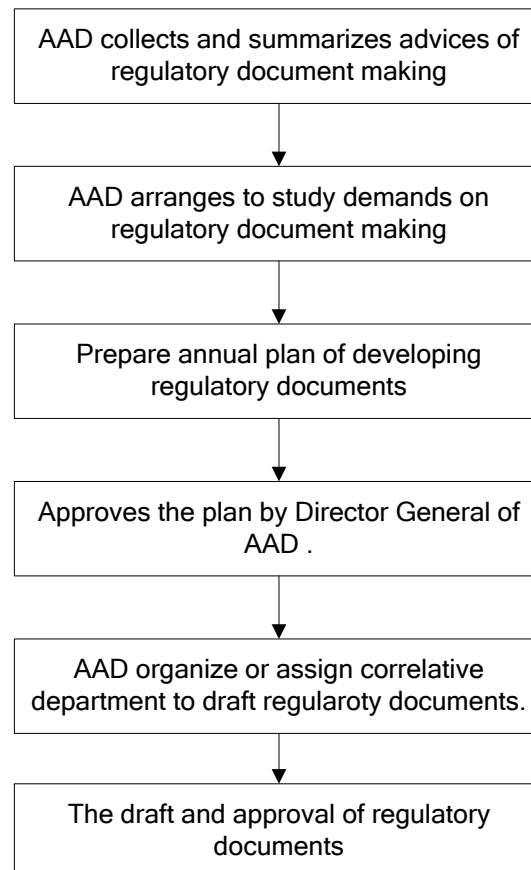 AAD collects and summarizes advices of
regulatory document making
AAD arranges to study demands on
regulatory document making
Prepare annual plan of developing
regulatory documents
Approves the plan by Director General of
AAD .
AAD organize or assign correlative
department to draft regularoty documents.
The draft and approval of regulatory
documents